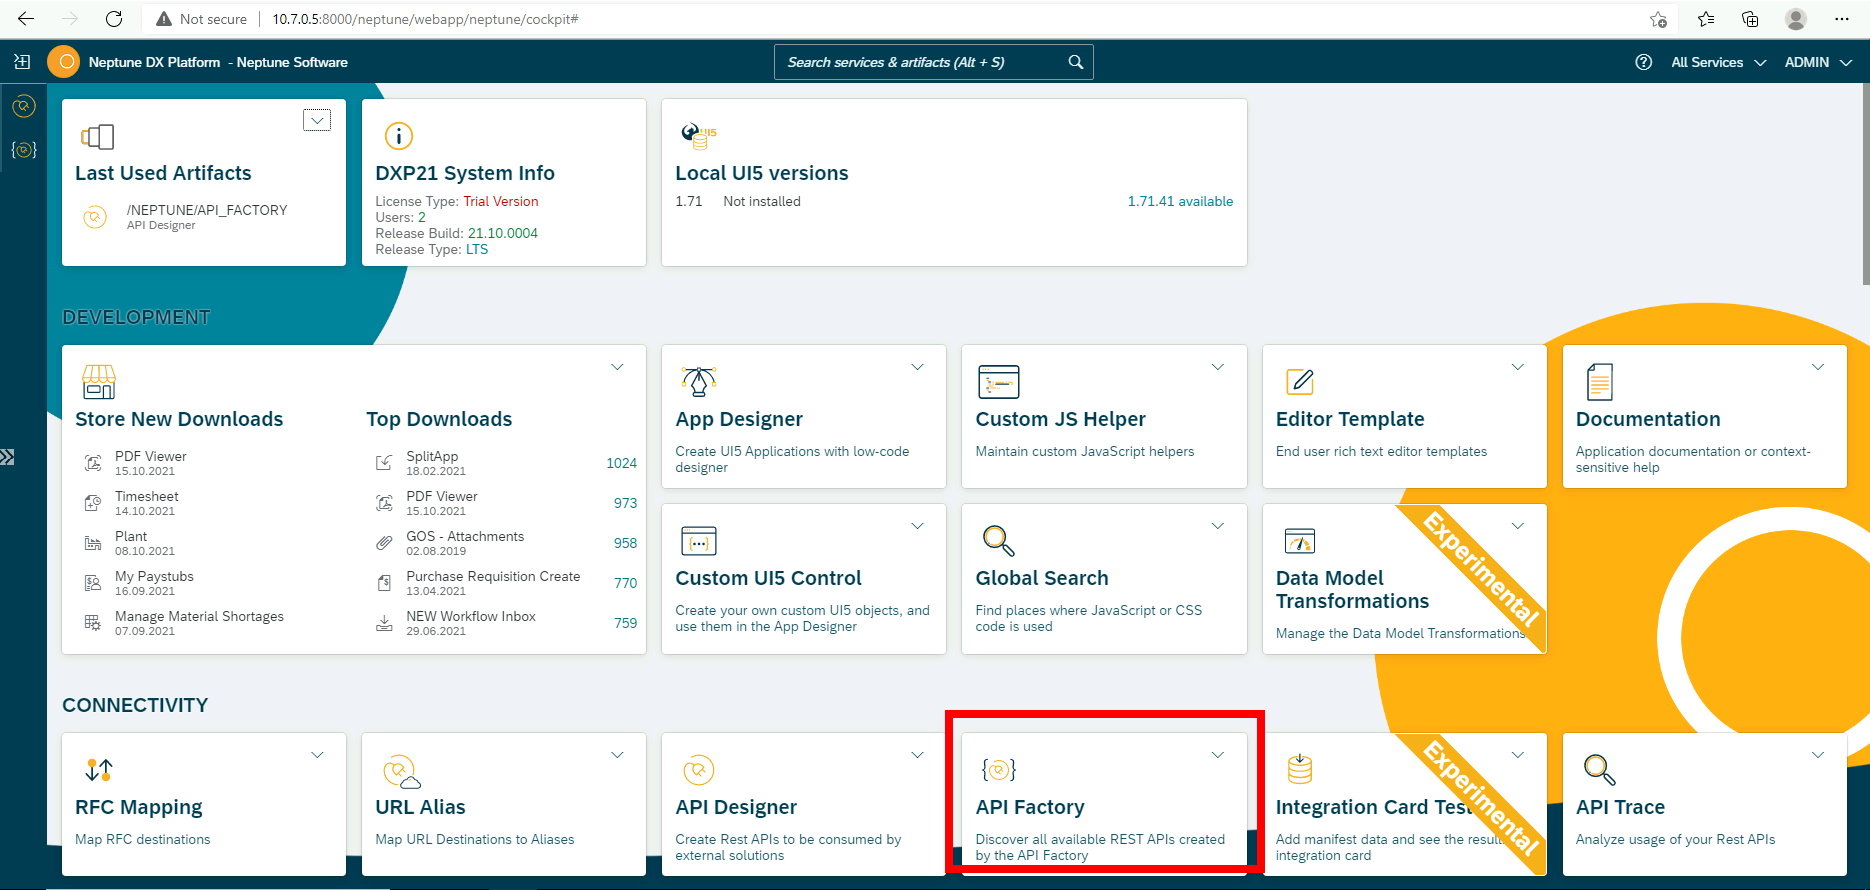 Not secure
10.7.0.5:8000/neptune/webapp/neptune/cockpit#
Neptune DX Platform - Neptune Software
Search services & artifacts (Alt + S)
All Services
ADMIN
Last Used Artifacts
/NEPTUNE/API_FACTORY
API Designer
DXP21 System Info
License Type: Trial Version
Users: 2
Release Build: 21.10.0004
Release Type: LTS
UI5
Local UI5 versions
1.71 Not installed 1.71.41 available
DEVELOPMENT
Store New Downloads
PDF Viewer
15.10.2021
Timesheet
14.10.2021
Plant
08.10.2021
My Paystubs
16.09.2021
Manage Material Shortages
07.09.2021
Top Downloads
SplitApp
18.02.2021
1024
PDF Viewer
15.10.2021
973
GOS - Attachments
02.08.2019
958
Purchase Requisition Create
13.04.2021
770
NEW Workflow Inbox
29.06.2021
759
App Designer
Create UI5 Applications with low-code
designer
Custom JS Helper
Maintain custom JavaScript helpers
Editor Template
End user rich text editor templates
Documentation
Application documentation or context-
sensitive help
Custom UI5 Control
Create your own custom UI5 objects, and
use them in the App Designer
Global Search
Find places where JavaScript or CSS
code is used
Experimental
Data Model
Transformations
Manage the Data Model Transformations
CONNECTIVITY
RFC Mapping
Map RFC destinations
URL Alias
Map URL Destinations to Aliases
API Designer
Create Rest APIs to be consumed by
external solutions
API Factory
Discover all available REST APIs created
by the API Factory
Experimental
Integration Card Test
Add manifest data and see the result
integration card
API Trace
Analyze usage of your Rest APIs